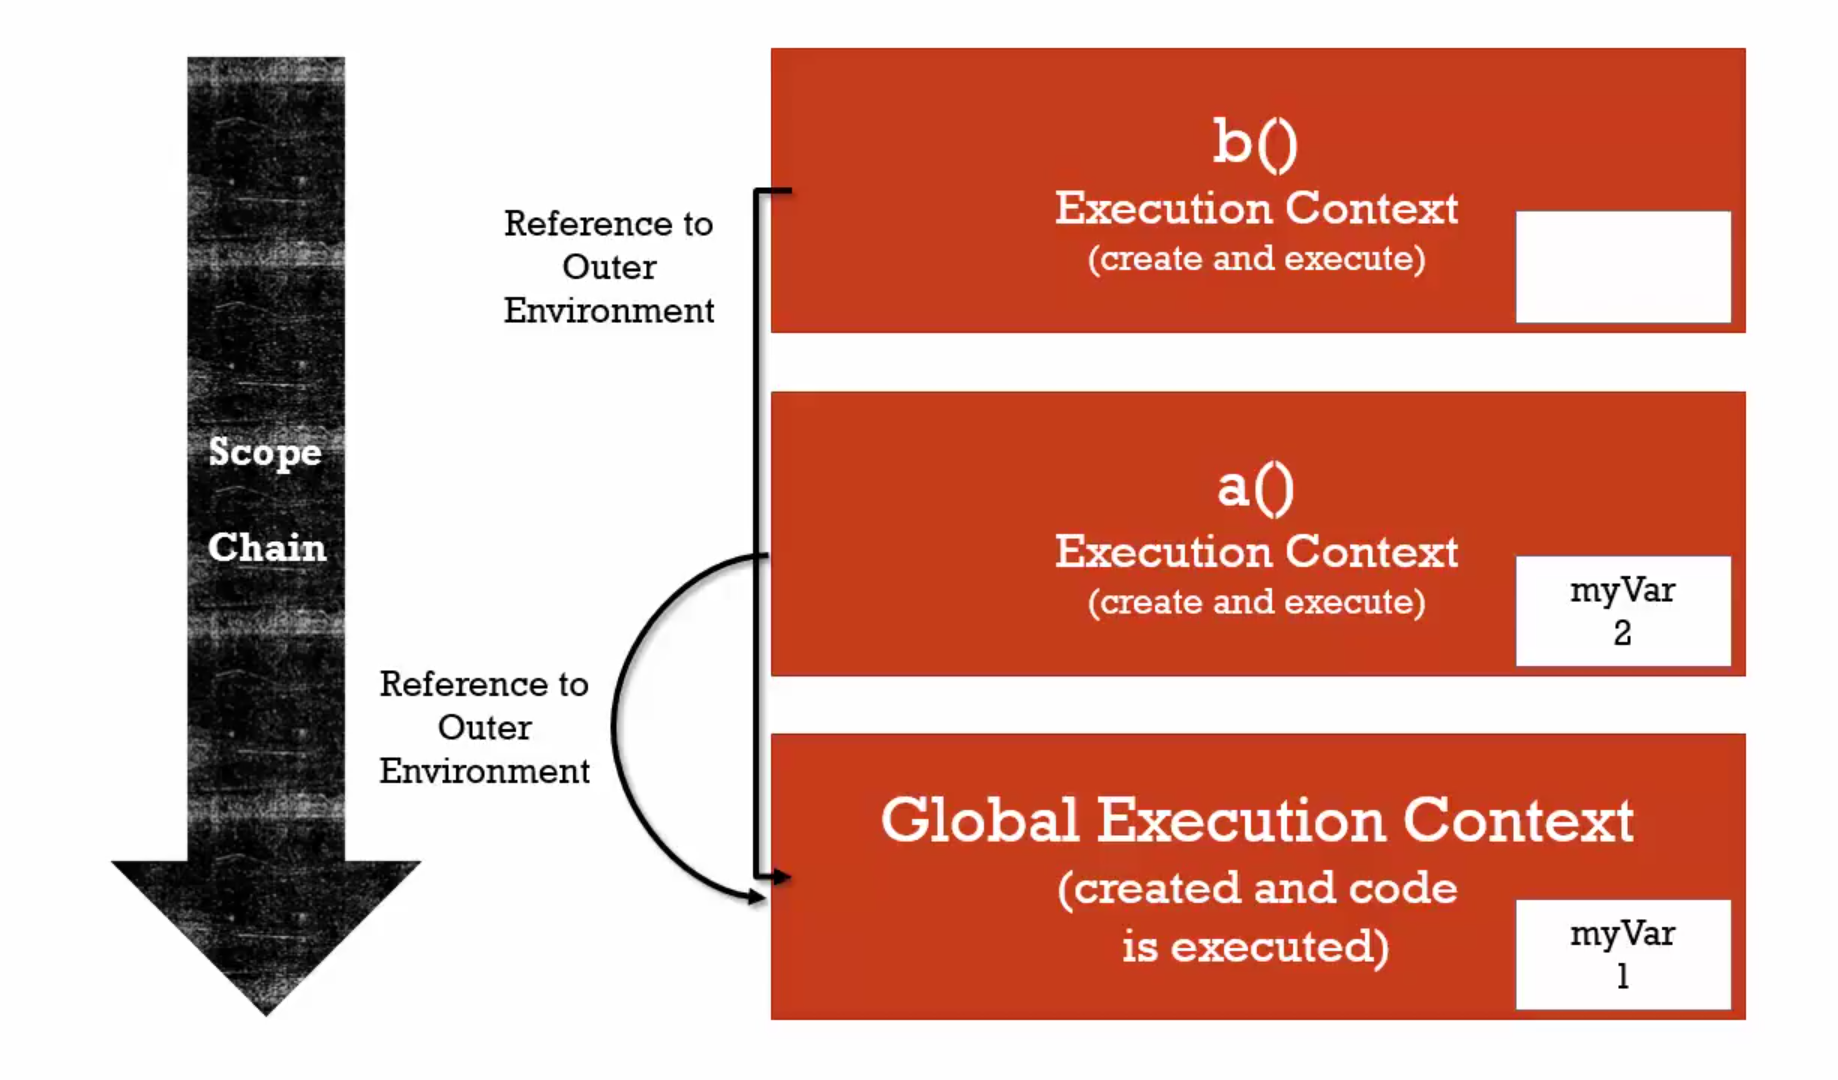 Scope
Chain
Reference to
Outer
Environment
Reference to
Outer
Environment
b()
Execution Context
(create and execute)
a()
Execution Context
(create and execute)
myVar
2
Global Execution Context
(created and code
is executed)
myVar
1